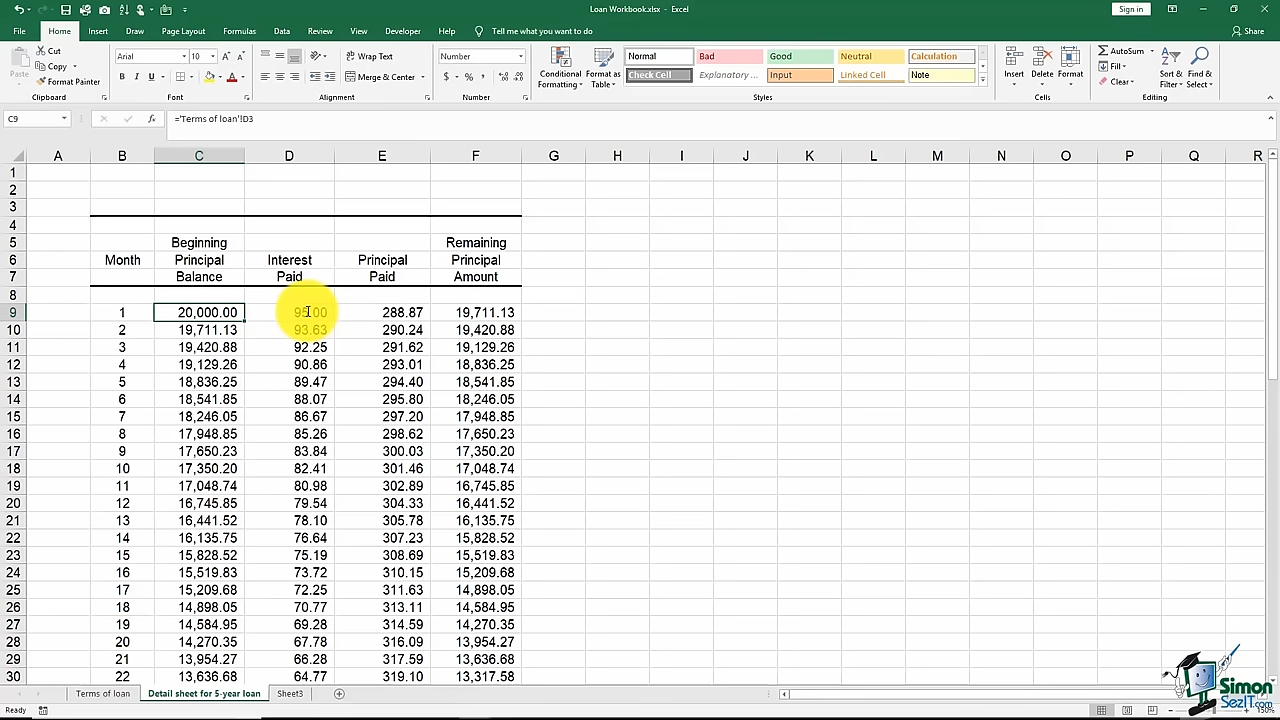 Loan Workbook.xlsx - Excel
Sign in
File Home Insert Draw Page Layout Formulas Data Review View Developer Help Tell me what you want to do Share
Paste
Cut
Copy
Format Painter
Clipboard
Arial 10
B I U
Font
Wrap Text
Merge & Center
Alignment
Number
$ % ,
Number
Conditional Formatting
Format as Table
Normal Bad Good Neutral Calculation
Check Cell Explanatory ... Input Linked Cell Note
Styles
Insert Delete Format
Cells
AutoSum
Fill
Clear
Sort & Filter
Find & Select
Editing
C9 fx ='Terms of loan'!D3
A B C D E F G H I J K L M N O P Q R
1
2
3
4
5 Beginning Remaining
6 Month Principal Interest Principal Principal
7 Balance Paid Paid Amount
8
9 1 20,000.00 95.00 288.87 19,711.13
10 2 19,711.13 93.63 290.24 19,420.88
11 3 19,420.88 92.25 291.62 19,129.26
12 4 19,129.26 90.86 293.01 18,836.25
13 5 18,836.25 89.47 294.40 18,541.85
14 6 18,541.85 88.07 295.80 18,246.05
15 7 18,246.05 86.67 297.20 17,948.85
16 8 17,948.85 85.26 298.62 17,650.23
17 9 17,650.23 83.84 300.03 17,350.20
18 10 17,350.20 82.41 301.46 17,048.74
19 11 17,048.74 80.98 302.89 16,745.85
20 12 16,745.85 79.54 304.33 16,441.52
21 13 16,441.52 78.10 305.78 16,135.75
22 14 16,135.75 76.64 307.23 15,828.52
23 15 15,828.52 75.19 308.69 15,519.83
24 16 15,519.83 73.72 310.15 15,209.68
25 17 15,209.68 72.25 311.63 14,898.05
26 18 14,898.05 70.77 313.11 14,584.95
27 19 14,584.95 69.28 314.59 14,270.35
28 20 14,270.35 67.78 316.09 13,954.27
29 21 13,954.27 66.28 317.59 13,636.68
30 22 13,636.68 64.77 319.10 13,317.58
Terms of loan Detail sheet for 5-year loan Sheet3
Ready
150%
Simon
SezIT.com